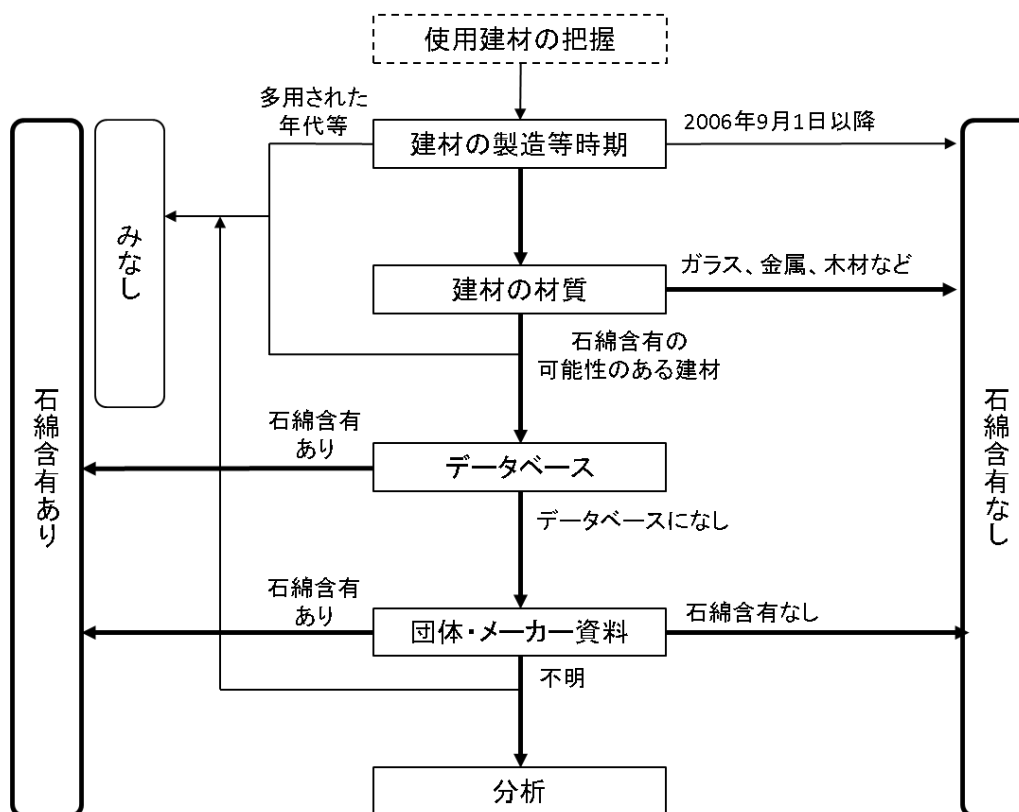 使用建材の把握
多用された
年代等
建材の製造等時期
2006年9月1日以降
みなし
建材の材質
ガラス、金属、木材など
石綿含有の
可能性のある建材
石綿含有あり
石綿含有なし
石綿含有
あり
データベース
データベースになし
石綿含有
あり
団体・メーカー資料
石綿含有なし
不明
分析